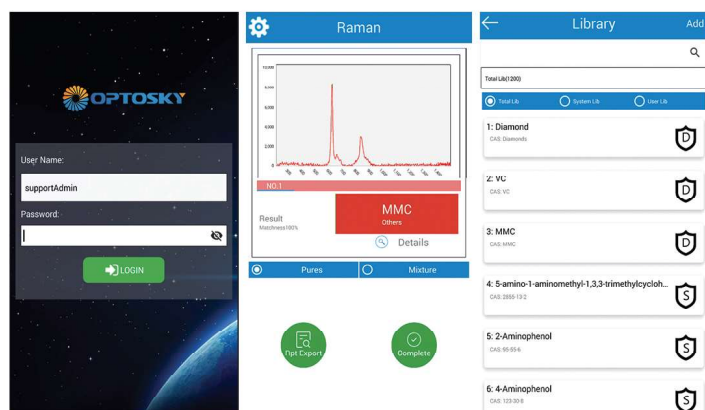 OPTOSKY
User Name:
supportAdmin
Password:
LOGIN
Raman
10,000
6,000
4,000
2,000
0
NO.1
Result
Matchness100%
MMC
Others
Details
Pures
Mixture
Rpt Export
Complete
Library
Add
Total Lib(1200)
Total Lib
System Lib
User Lib
1: Diamond
CAS: Diamonds
D
2: VC
CAS: VC
D
3: MMC
CAS: MMC
D
4: 5-amino-1-aminomethyl-1,3,3-trimethylcycloh...
CAS: 2855-13-2
S
5: 2-Aminophenol
CAS: 95-55-6
S
6: 4-Aminophenol
CAS: 123-30-8
S